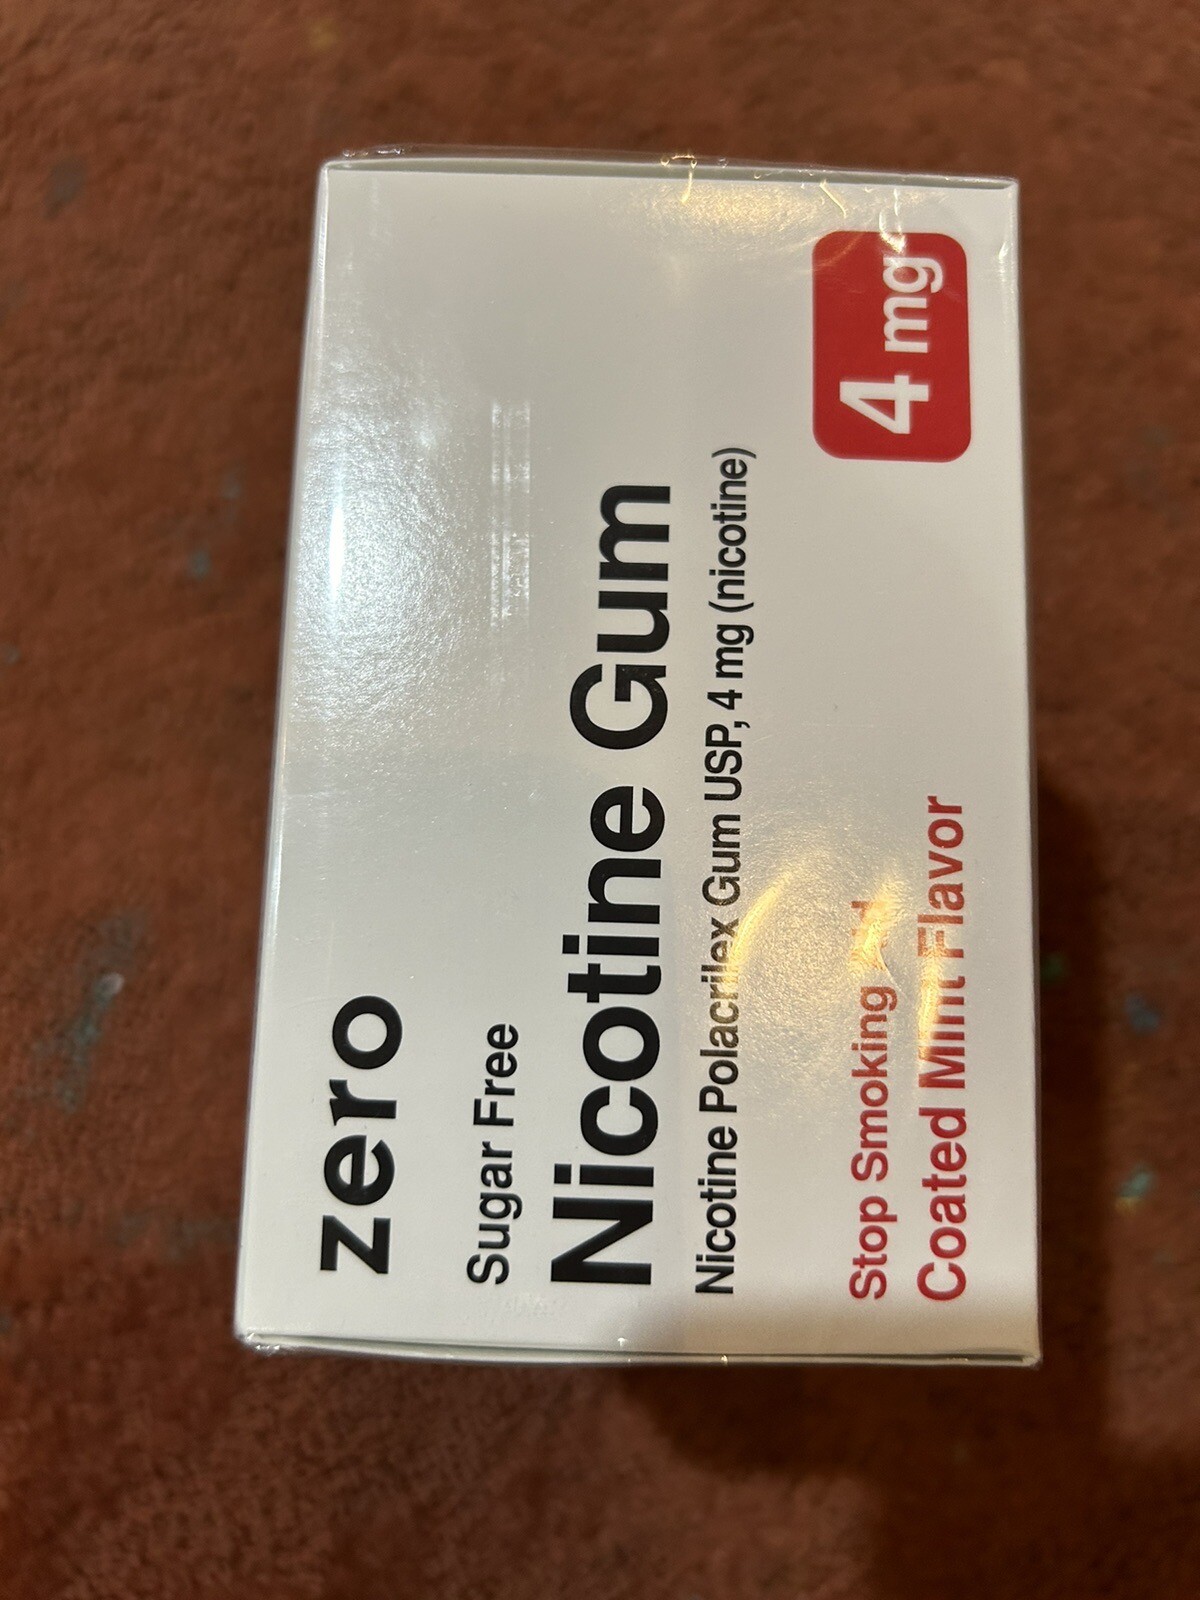 zero
Sugar Free
Nicotine Gum
Nicotine Polacrilex Gum USP, 4 mg (nicotine)
Stop Smoking Aid
Coated Mint Flavor
4 mg